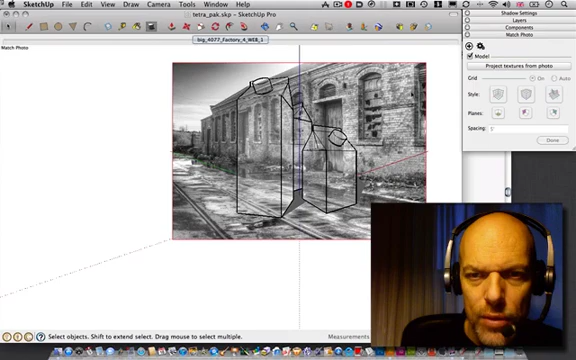 SketchUp File Edit View Camera Draw Tools Window Help
tetra_pak.skp - SketchUp Pro
big_4077_Factory_4_WEB_1
Match Photo
Shadow Settings
Layers
Components
Match Photo
Model
Project textures from photo
Grid On Auto
Style:
Planes:
Spacing:
Done
Select objects. Shift to extend select. Drag mouse to select multiple.
Measurements